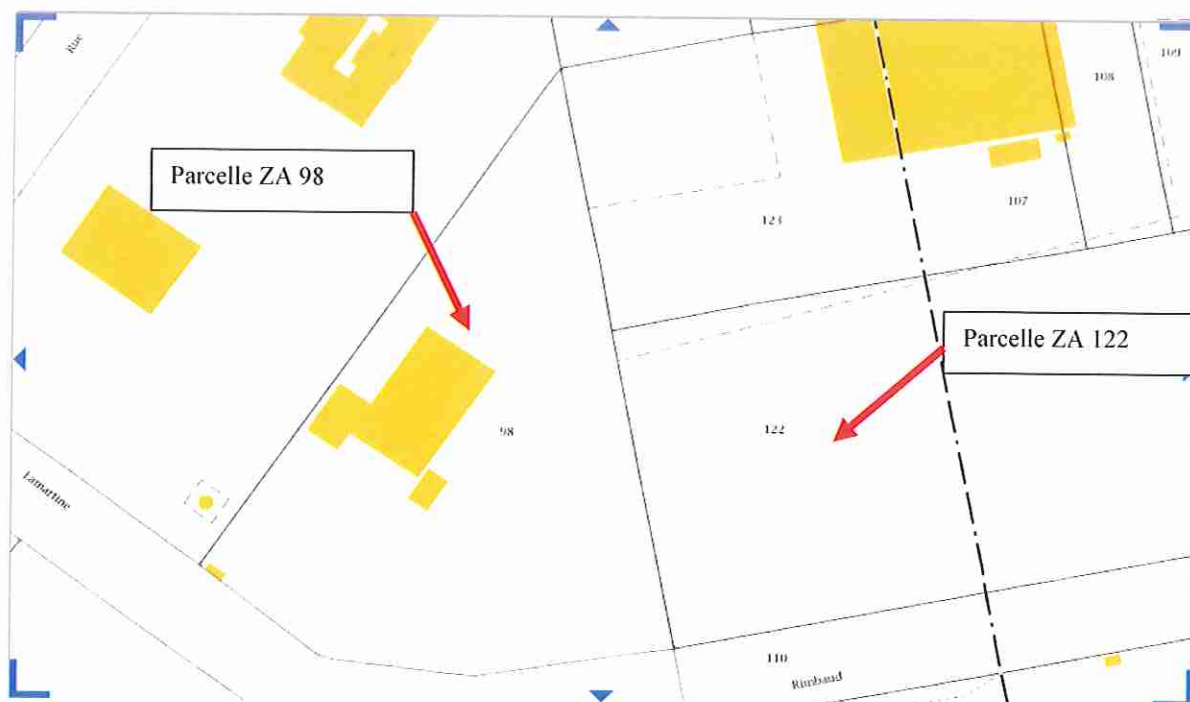 Rue
109
108
Parcelle ZA 98
107
123
Parcelle ZA 122
98
122
Lamartine
110
Rimbaud